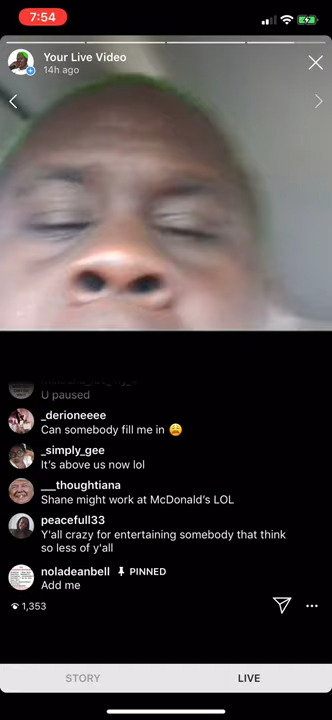 7:54
Your Live Video
14h ago
U paused
_derioneeee
Can somebody fill me in 😩
_simply_gee
It's above us now lol
___thoughtiana
Shane might work at McDonald's LOL
peacefull33
Y'all crazy for entertaining somebody that think
so less of y'all
noladeanbell PINNED
Add me
1,353
STORY LIVE